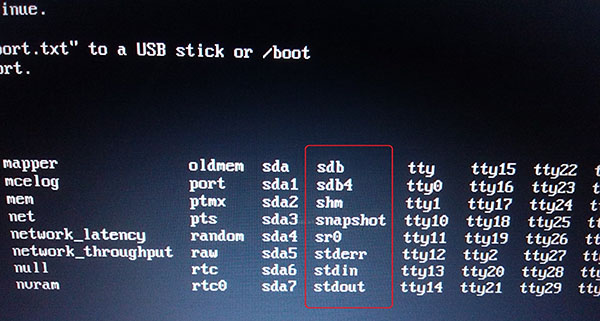 inue.
port.txt" to a USB stick or /boot
ort.
mapper oldmem sda sdb tty tty15 tty22
mcelog port sda1 sdb4 tty0 tty16 tty23
mem ptmx sda2 shm tty1 tty17 tty24
net pts sda3 snapshot tty10 tty18 tty25
network_latency random sda4 sr0 tty11 tty19 tty26
network_throughput raw sda5 stderr tty12 tty2 tty27
null rtc sda6 stdin tty13 tty20 tty28
nvram rtc0 sda7 stdout tty14 tty21 tty29